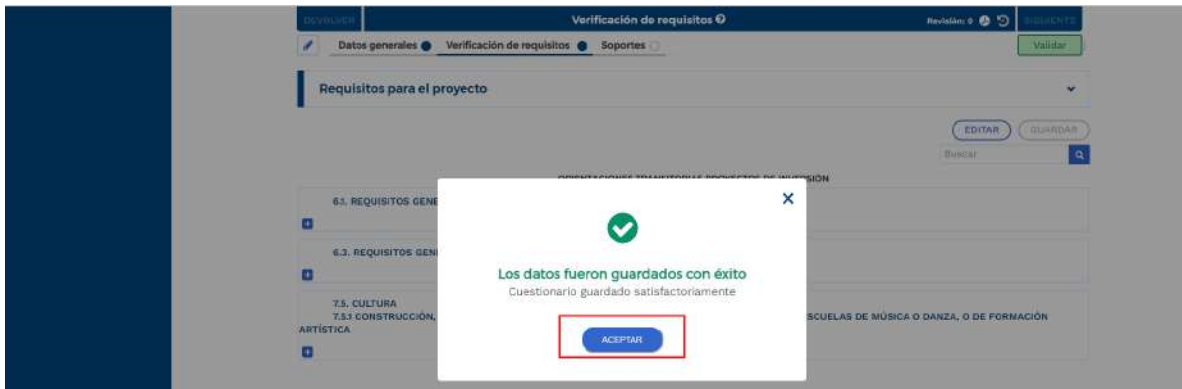 DEVOLVER Verificación de requisitos Revisión: 0 SIGUIENTE
Datos generales Verificación de requisitos Soportes Validar
Requisitos para el proyecto
EDITAR GUARDAR
Buscar
ORIENTACIONES TRANSITORIAS PROYECTOS DE INVERSIÓN
6.1. REQUISITOS GENE
6.3. REQUISITOS GENE
7.5. CULTURA
7.5.1 CONSTRUCCIÓN, SCUELAS DE MÚSICA O DANZA, O DE FORMACIÓN
ARTÍSTICA
Los datos fueron guardados con éxito
Cuestionario guardado satisfactoriamente
ACEPTAR